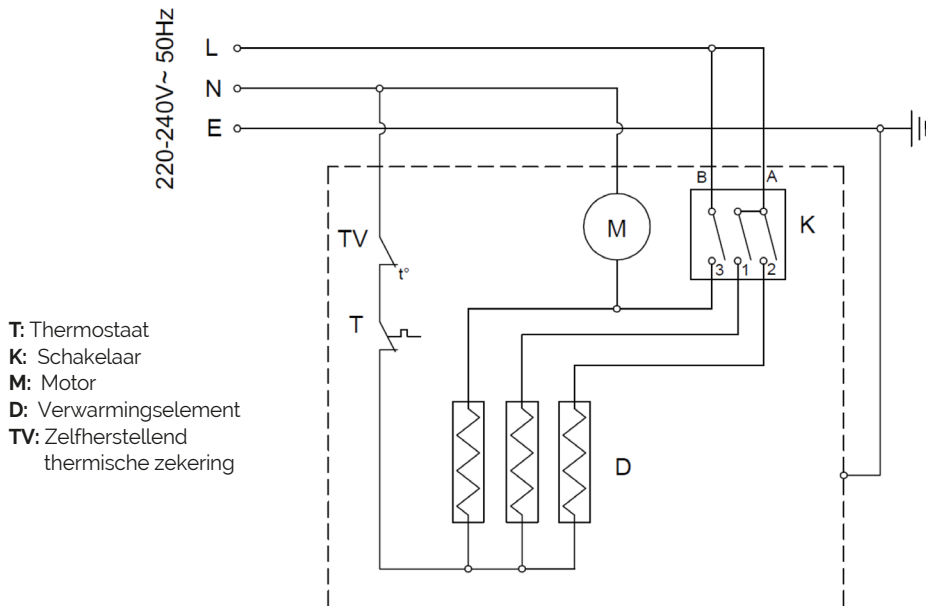 220-240V~ 50Hz
L
N
E
B A
K
M
TV
t°
3 1 2
T
D
T: Thermostaat
K: Schakelaar
M: Motor
D: Verwarmingselement
TV: Zelfherstellend
thermische zekering